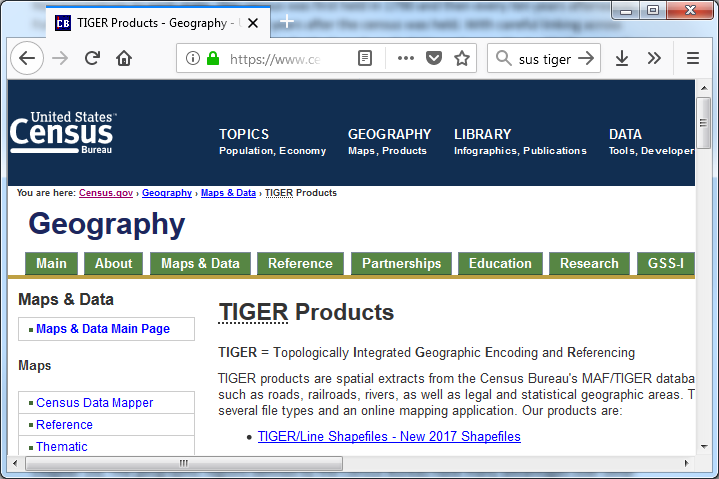 CB TIGER Products - Geography - U
https://www.ce
sus tiger
United States™
Census
Bureau
TOPICS
Population, Economy
GEOGRAPHY
Maps, Products
LIBRARY
Infographics, Publications
DATA
Tools, Developer
You are here: Census.gov › Geography › Maps & Data › TIGER Products
Geography
Main About Maps & Data Reference Partnerships Education Research GSS-I
Maps & Data
Maps & Data Main Page
Maps
Census Data Mapper
Reference
Thematic
TIGER Products
TIGER = Topologically Integrated Geographic Encoding and Referencing
TIGER products are spatial extracts from the Census Bureau's MAF/TIGER databa
such as roads, railroads, rivers, as well as legal and statistical geographic areas. T
several file types and an online mapping application. Our products are:
• TIGER/Line Shapefiles - New 2017 Shapefiles